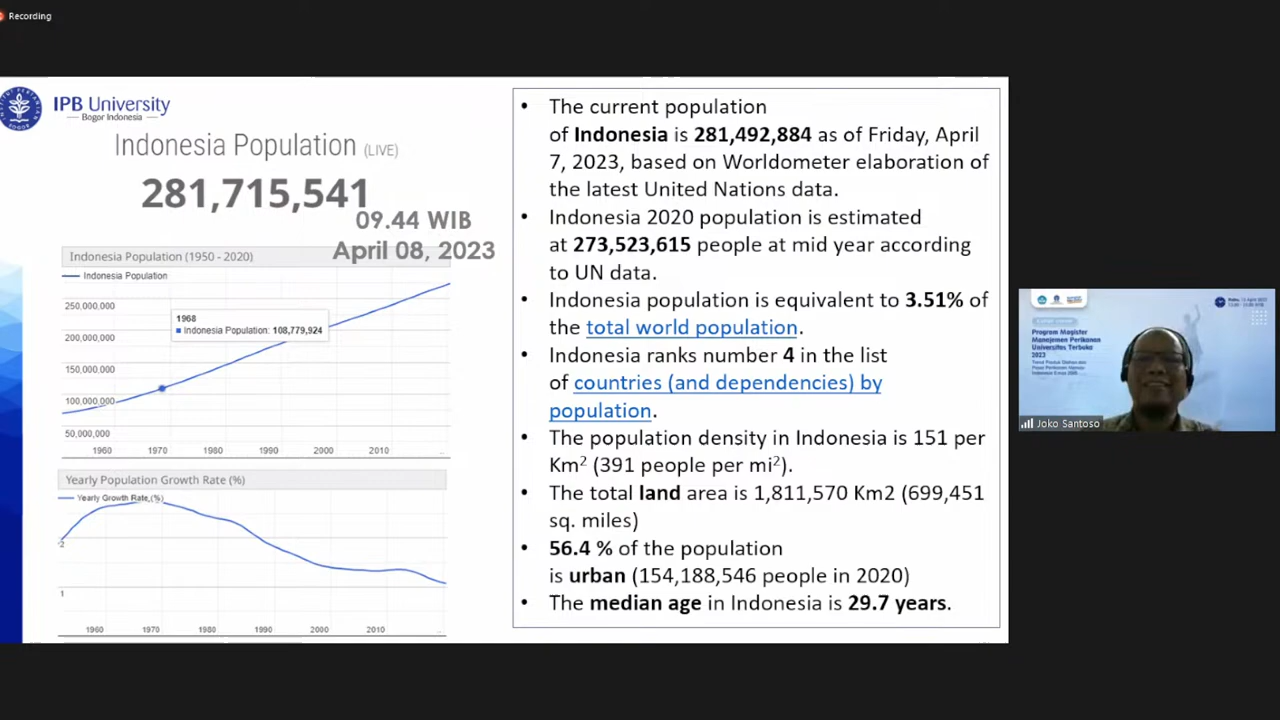 Recording
IPB University
Bogor Indonesia
Indonesia Population (LIVE)
281,715,541
09.44 WIB
April 08, 2023
Indonesia Population (1950 - 2020)
Indonesia Population
250,000,000
1968
Indonesia Population: 108,779,924
200,000,000
150,000,000
100,000,000
50,000,000
1960 1970 1980 1990 2000 2010 ..
Yearly Population Growth Rate (%)
Yearly Growth Rate (%)
2
1
1960 1970 1980 1990 2000 2010 ..
• The current population
of Indonesia is 281,492,884 as of Friday, April
7, 2023, based on Worldometer elaboration of
the latest United Nations data.
• Indonesia 2020 population is estimated
at 273,523,615 people at mid year according
to UN data.
• Indonesia population is equivalent to 3.51% of
the total world population.
• Indonesia ranks number 4 in the list
of countries (and dependencies) by
population.
• The population density in Indonesia is 151 per
Km² (391 people per mi²).
• The total land area is 1,811,570 Km2 (699,451
sq. miles)
• 56.4 % of the population
is urban (154,188,546 people in 2020)
• The median age in Indonesia is 29.7 years.
Program Magister
Manajemen Perikanan
Universitas Terbuka
2023
Joko Santoso